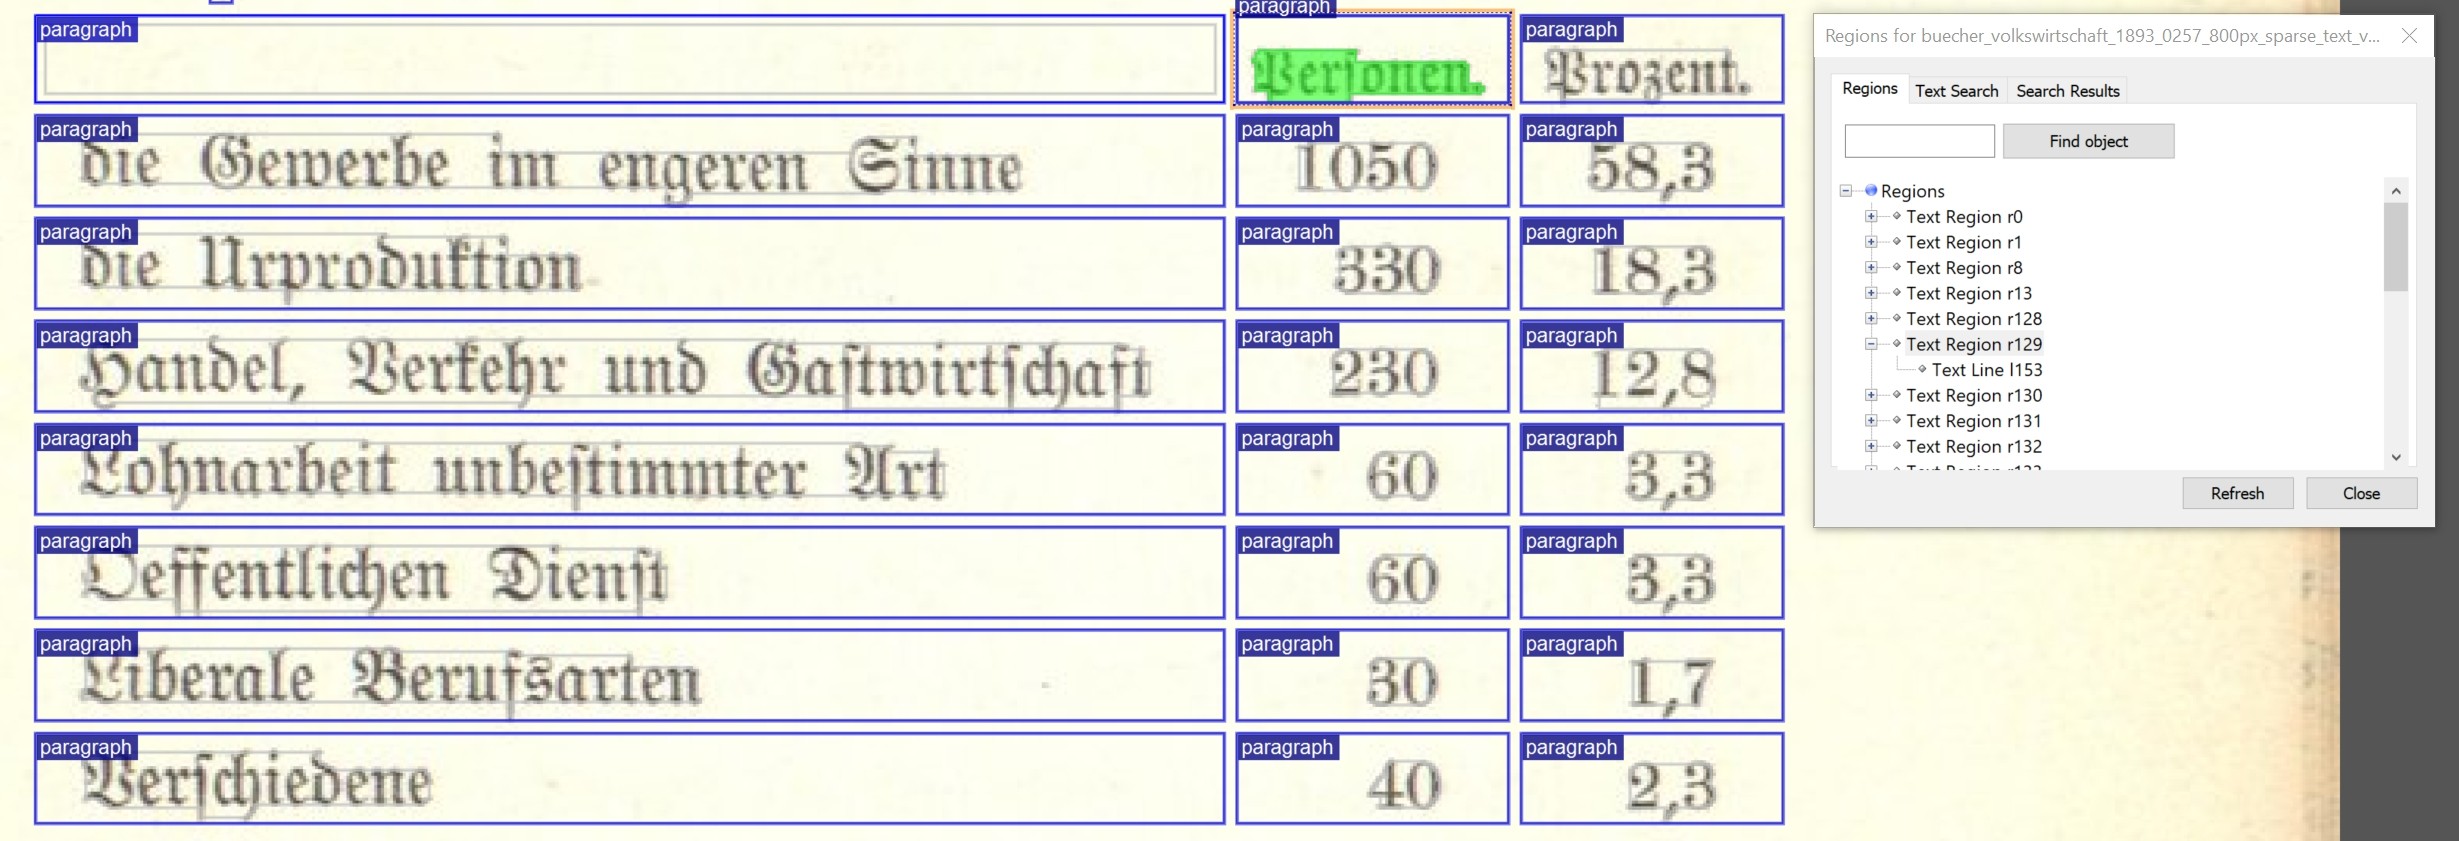 paragraph paragraph paragraph
Perſonen. Prozent.
paragraph paragraph paragraph
die Gewerbe im engeren Sinne 1050 58,3
paragraph paragraph paragraph
die Urproduktion 330 18,3
paragraph paragraph paragraph
Handel, Verkehr und Gaſtwirtſchaft 230 12,8
paragraph paragraph paragraph
Lohnarbeit unbeſtimmter Art 60 3,3
paragraph paragraph paragraph
Oeffentlichen Dienſt 60 3,3
paragraph paragraph paragraph
Liberale Berufsarten 30 1,7
paragraph paragraph paragraph
Verſchiedene 40 2,3
Regions for buecher_volkswirtschaft_1893_0257_800px_sparse_text_v...
Regions Text Search Search Results
Find object
Regions
Text Region r0
Text Region r1
Text Region r8
Text Region r13
Text Region r128
Text Region r129
Text Line l153
Text Region r130
Text Region r131
Text Region r132
Refresh Close